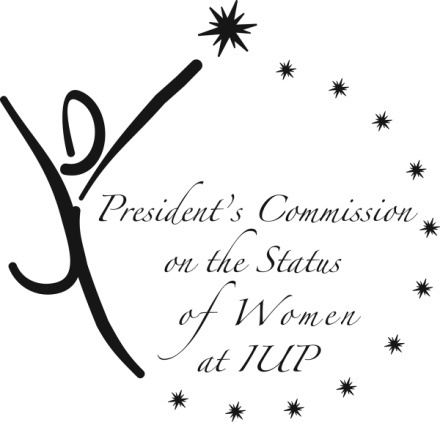 President's Commission
on the Status
of Women
at IUP